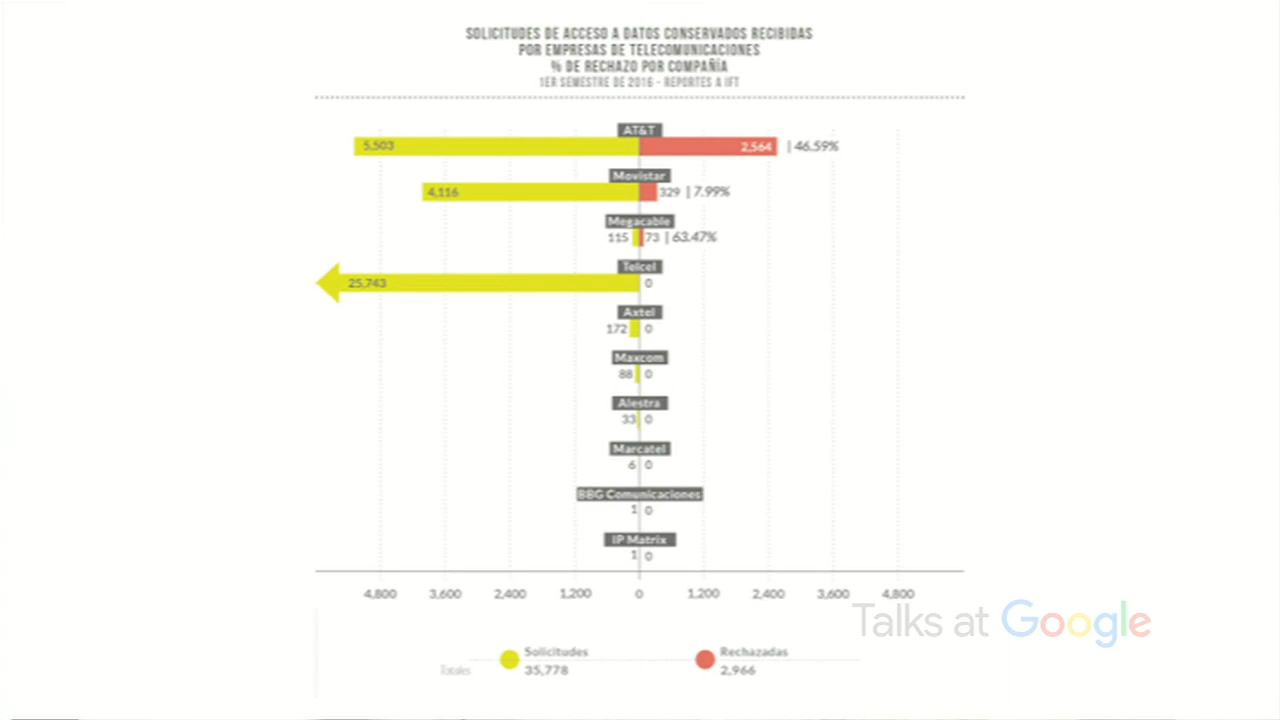 SOLICITUDES DE ACCESO A DATOS CONSERVADOS RECIBIDAS
POR EMPRESAS DE TELECOMUNICACIONES
% DE RECHAZO POR COMPAÑÍA
1ER SEMESTRE DE 2016 - REPORTES A IFT
AT&T
5,503 2,564 | 46.59%
Movistar
4,116 329 | 7.99%
Megacable
115 73 | 63.47%
Telcel
25,743 0
Axtel
172 0
Maxcom
88 0
Alestra
33 0
Marcatel
6 0
BBG Comunicaciones
1 0
IP Matrix
1 0
4,800 3,600 2,400 1,200 0 1,200 2,400 3,600 4,800
Talks at Google
Solicitudes Rechazadas
Totales 35,778 2,966